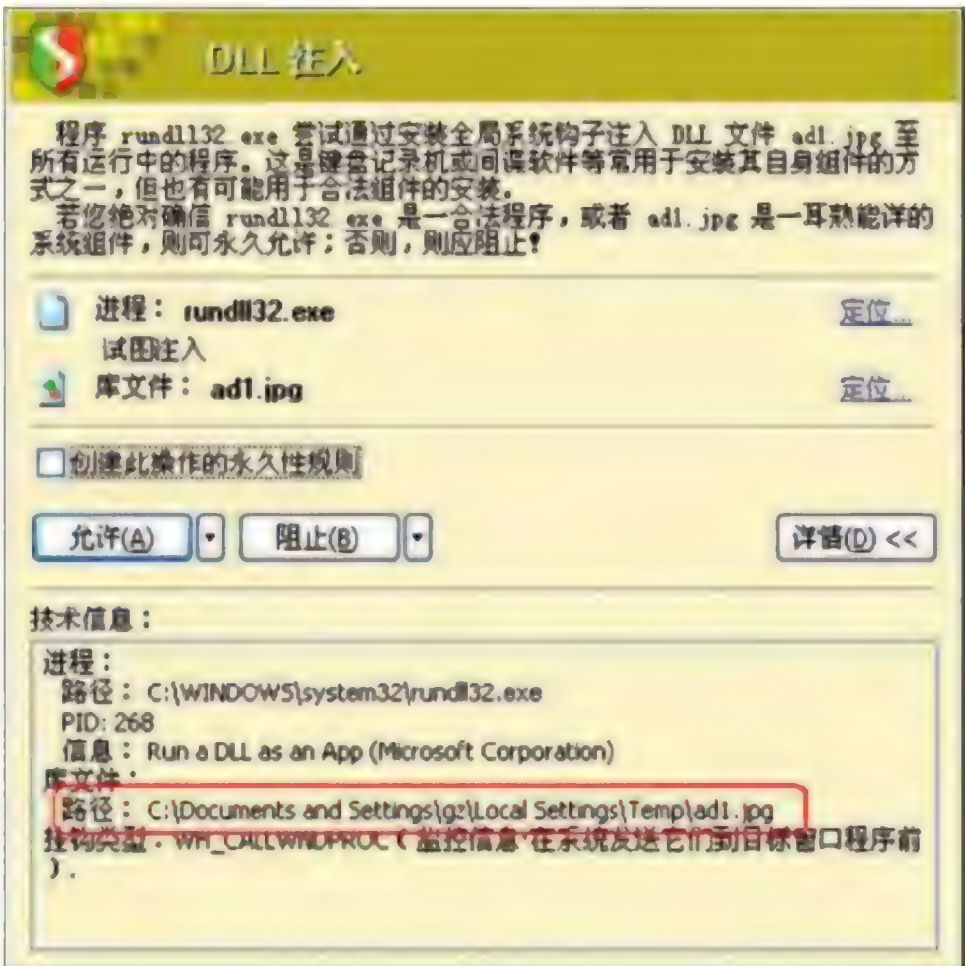 DLL 注入
程序 rundll32.exe 尝试通过安装全局系统钩子注入 DLL 文件 ad1.jpg 至
所有运行中的程序。这是键盘记录机或间谍软件等常用于安装其自身组件的方
式之一，但也有可能用于合法组件的安装。
若您绝对确信 rundll32.exe 是一合法程序，或者 ad1.jpg 是一耳熟能详的
系统组件，则可永久允许；否则，则应阻止！
进程： rundll32.exe
定位...
试图注入
库文件： ad1.jpg
定位...
创建此操作的永久性规则
允许(A)
阻止(B)
详情(D) <<
技术信息：
进程：
路径： C:\WINDOWS\system32\rundll32.exe
PID: 268
信息： Run a DLL as an App (Microsoft Corporation)
库文件：
路径： C:\Documents and Settings\gz\Local Settings\Temp\ad1.jpg
挂钩类型：WH_CALLWNDPROC（ 监控信息 在系统发送它们到目标窗口程序前
）.